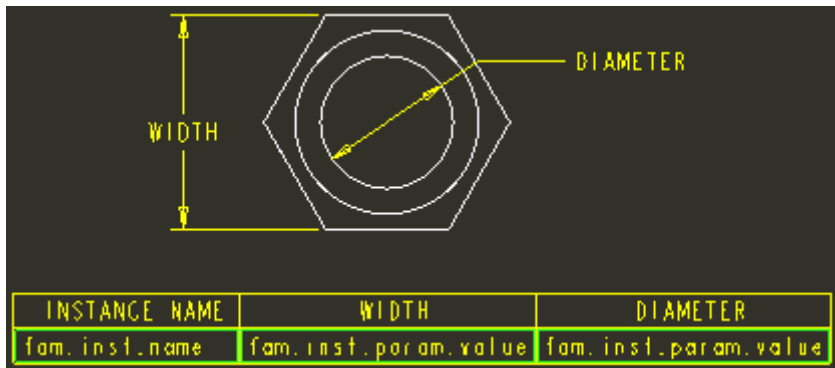 DIAMETER
WIDTH
INSTANCE NAME WIDTH DIAMETER
fam.inst.name fam.inst.param.value fam.inst.param.value